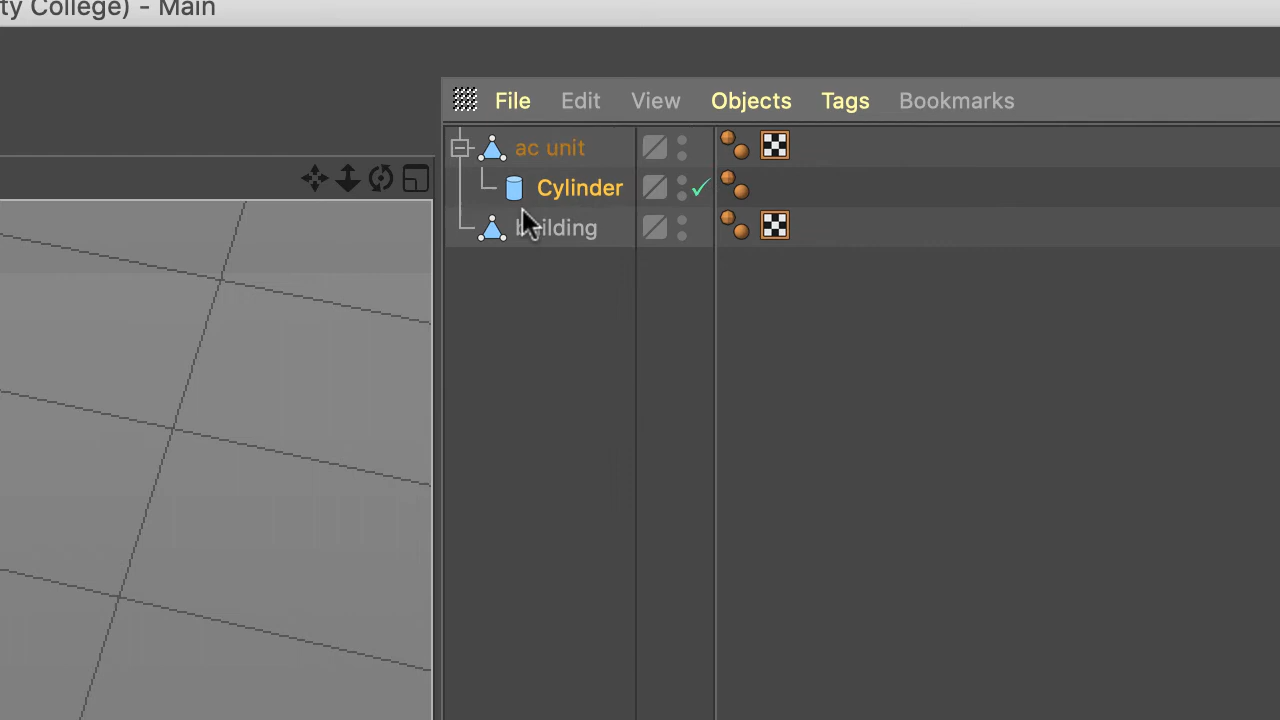 ty College) - Main
File Edit View Objects Tags Bookmarks
ac unit
Cylinder
building